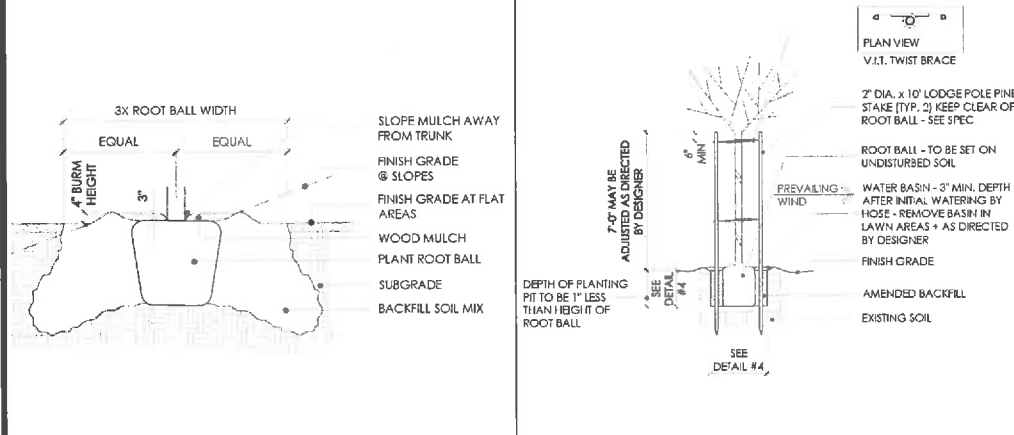 3X ROOT BALL WIDTH
EQUAL
EQUAL
4" BURM
HEIGHT
3"
SLOPE MULCH AWAY
FROM TRUNK
FINISH GRADE
@ SLOPES
FINISH GRADE AT FLAT
AREAS
WOOD MULCH
PLANT ROOT BALL
SUBGRADE
BACKFILL SOIL MIX
PLAN VIEW
V.I.T. TWIST BRACE
2" DIA. x 10' LODGE POLE PINE
STAKE (TYP. 2) KEEP CLEAR OF
ROOT BALL - SEE SPEC
ROOT BALL - TO BE SET ON
UNDISTURBED SOIL
PREVAILING
WIND
WATER BASIN - 3" MIN. DEPTH
AFTER INITIAL WATERING BY
HOSE - REMOVE BASIN IN
LAWN AREAS + AS DIRECTED
BY DESIGNER
FINISH GRADE
AMENDED BACKFILL
EXISTING SOIL
6"
MIN
7'-0" MAY BE
ADJUSTED AS DIRECTED
BY DESIGNER
SEE
DETAIL
#4
DEPTH OF PLANTING
PIT TO BE 1" LESS
THAN HEIGHT OF
ROOT BALL
SEE
DETAIL #4